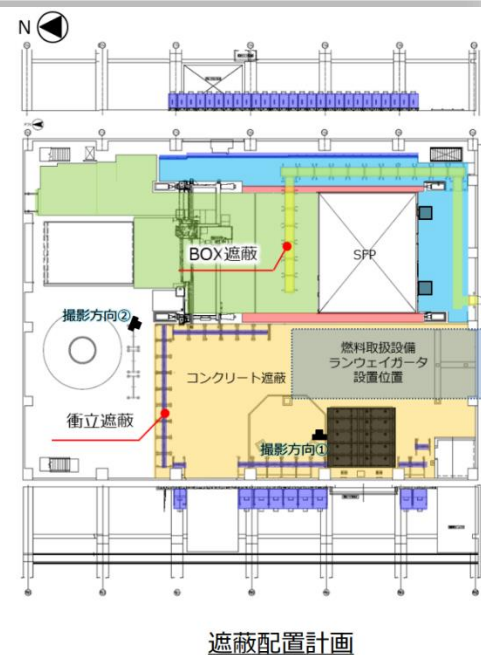 N
BOX遮蔽
SFP
撮影方向②
燃料取扱設備
ランウェイガータ
設置位置
コンクリート遮蔽
衝立遮蔽
撮影方向①
遮蔽配置計画